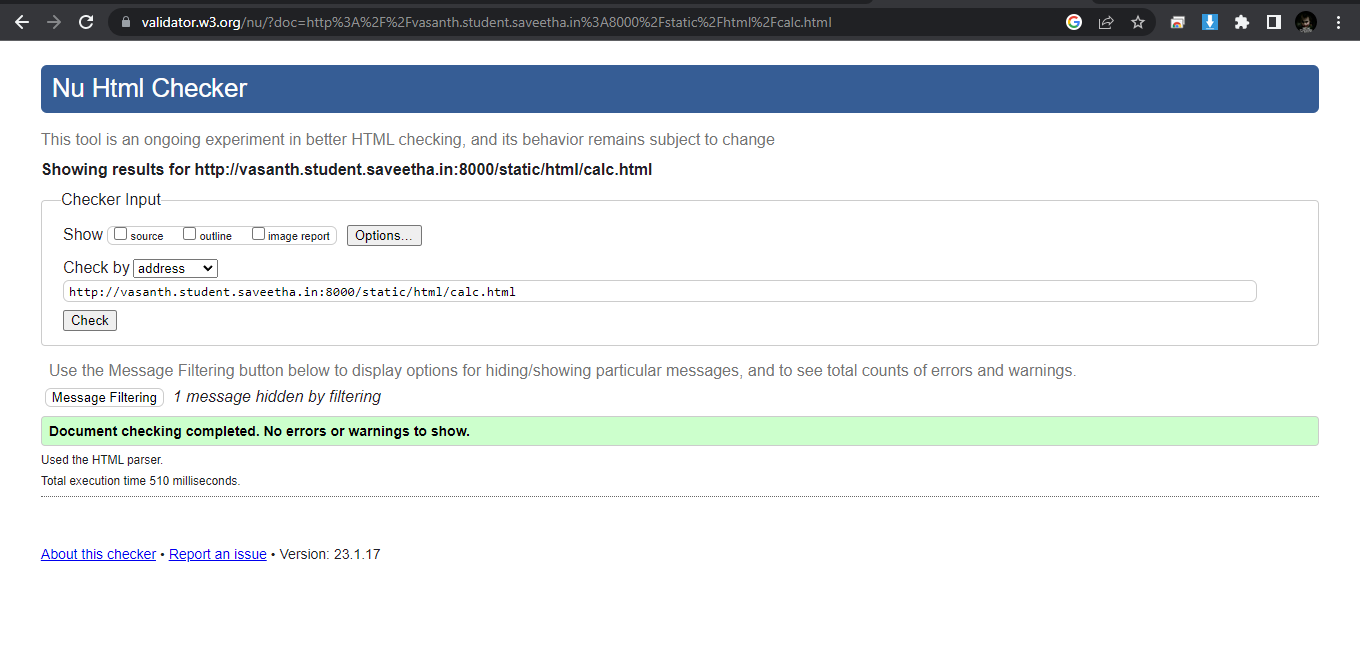 validator.w3.org/nu/?doc=http%3A%2F%2Fvasanth.student.saveetha.in%3A8000%2Fstatic%2Fhtml%2Fcalc.html
Nu Html Checker
This tool is an ongoing experiment in better HTML checking, and its behavior remains subject to change
Showing results for http://vasanth.student.saveetha.in:8000/static/html/calc.html
Checker Input
Show source outline image report Options...
Check by address
http://vasanth.student.saveetha.in:8000/static/html/calc.html
Check
Use the Message Filtering button below to display options for hiding/showing particular messages, and to see total counts of errors and warnings.
Message Filtering 1 message hidden by filtering
Document checking completed. No errors or warnings to show.
Used the HTML parser.
Total execution time 510 milliseconds.
About this checker • Report an issue • Version: 23.1.17